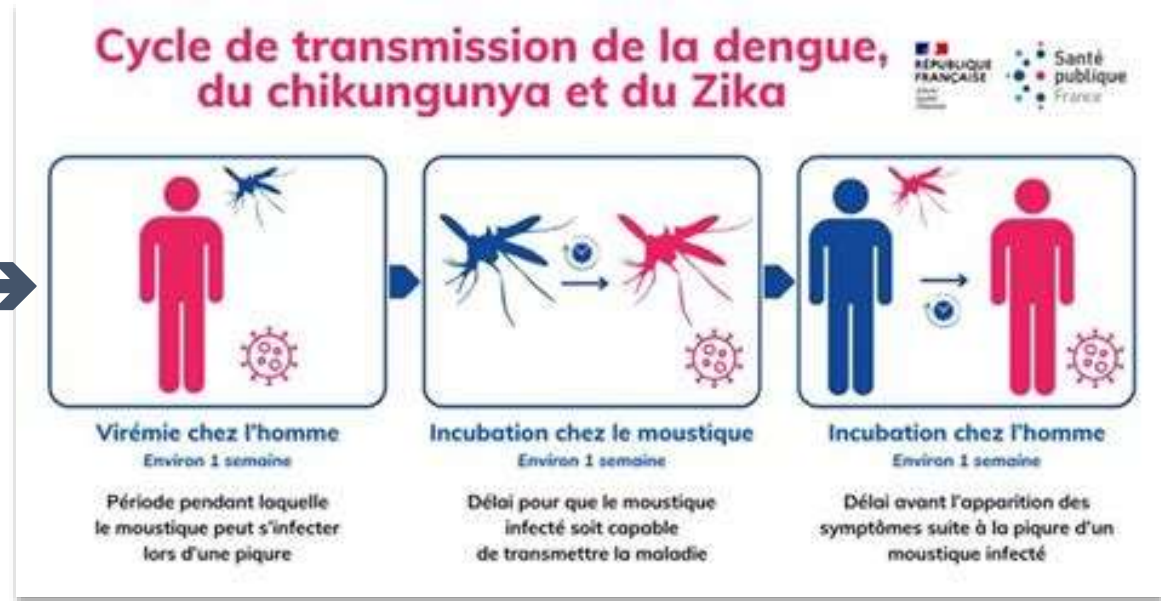 Cycle de transmission de la dengue,
du chikungunya et du Zika
RÉPUBLIQUE
FRANÇAISE
Santé
publique
France
Virémie chez l'homme
Environ 1 semaine
Période pendant laquelle
le moustique peut s'infecter
lors d'une piqure
Incubation chez le moustique
Environ 1 semaine
Délai pour que le moustique
infecté soit capable
de transmettre la maladie
Incubation chez l'homme
Environ 1 semaine
Délai avant l'apparition des
symptômes suite à la piqure d'un
moustique infecté